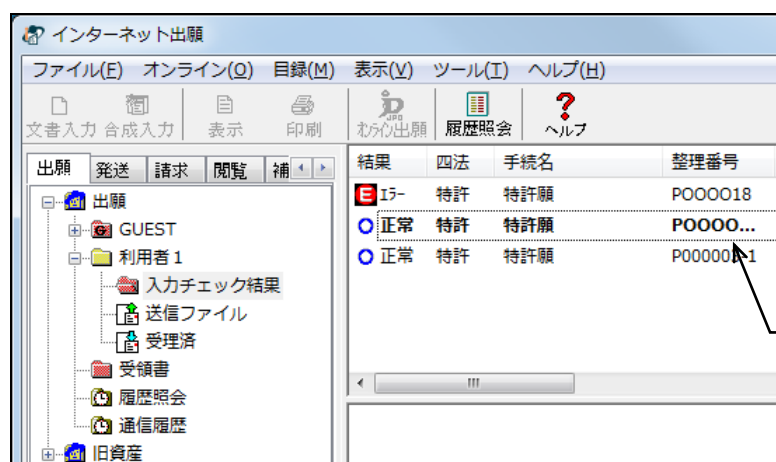 インターネット出願
ファイル(F) オンライン(O) 目録(M) 表示(V) ツール(T) ヘルプ(H)
文書入力 合成入力 表示 印刷 ｵﾝﾗｲﾝ出願 履歴照会 ヘルプ
出願 発送 請求 閲覧 補
結果 四法 手続名 整理番号
E ｴﾗｰ 特許 特許願 P000018
正常 特許 特許願 P0000...
正常 特許 特許願
出願
GUEST
利用者1
入力チェック結果
送信ファイル
受理済
受領書
履歴照会
通信履歴
旧資産